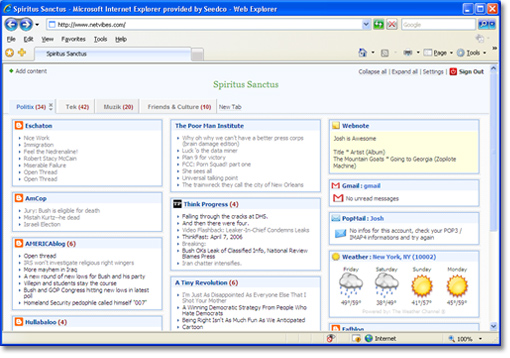 Spiritus Sanctus - Microsoft Internet Explorer provided by Seedco - Web Explorer
http://www.netvibes.com/
Google
File Edit View Favorites Tools Help
Spiritus Sanctus
Page Tools
Add content
Collapse all | Expand all | Settings | Sign Out
Spiritus Sanctus
Politix (34) Tek (42) Muzik (20) Friends & Culture (10) New Tab
Eschaton
Nice Work
Immigration
Feel the Nedrenaline!
Robert Stacy McCain
Miserable Failure
Open Thread
Open Thread
AmCop
Jury: Bush is eligible for death
Mistah Kurtz--he dead
Israel Election
AMERICAblog (6)
Open thread
IRS won't investigate religious right wingers
More mayhem in Iraq
A new round of new lows for Bush and his party
Villepin and students stay the course
Bush and GOP Congress hitting new lows in latest poll
Homeland Security pedophile called himself "007"
Hullabaloo (4)
The Poor Man Institute
Why oh why we can't have a better press corps
(brain damage edition)
Luck 'o the data miner
Plan 9 for victory
FCC: Porn Squad! part one
She sees all
Universal talking point
The trainwreck they call the city of New Orleans
Think Progress (4)
Falling through the cracks at DHS.
And then there were four.
Video Flashback: Leaker-In-Chief Condemns Leaks
ThinkFast: April 7, 2006
Breaking:
Bush OKs Leak of Classified Info, National Review
Blames Press
Iran chatter intensifies.
A Tiny Revolution (6)
I'm Just As Disappointed As Everyone Else That I
Shot Your Mother
A Winning Democratic Strategy From People Who
Hate Democrats
Being Right Isn't As Much Fun As We Anticipated
Cartoon
Webnote
Josh is Awesome
Title * Artist (Album)
The Mountain Goats * Going to Georgia (Zopilote
Machine)
Gmail : gmail
No unread messages
PopMail : Josh
No infos for this account, check your POP3 /
IMAP4 informations and try again
Weather : New York, NY (10002)
Friday Saturday Sunday Monday
49°/59° 38°/49° 41°/57° 45°/59°
Powered by: The Weather Channel ®
Fafblog
Internet 100%